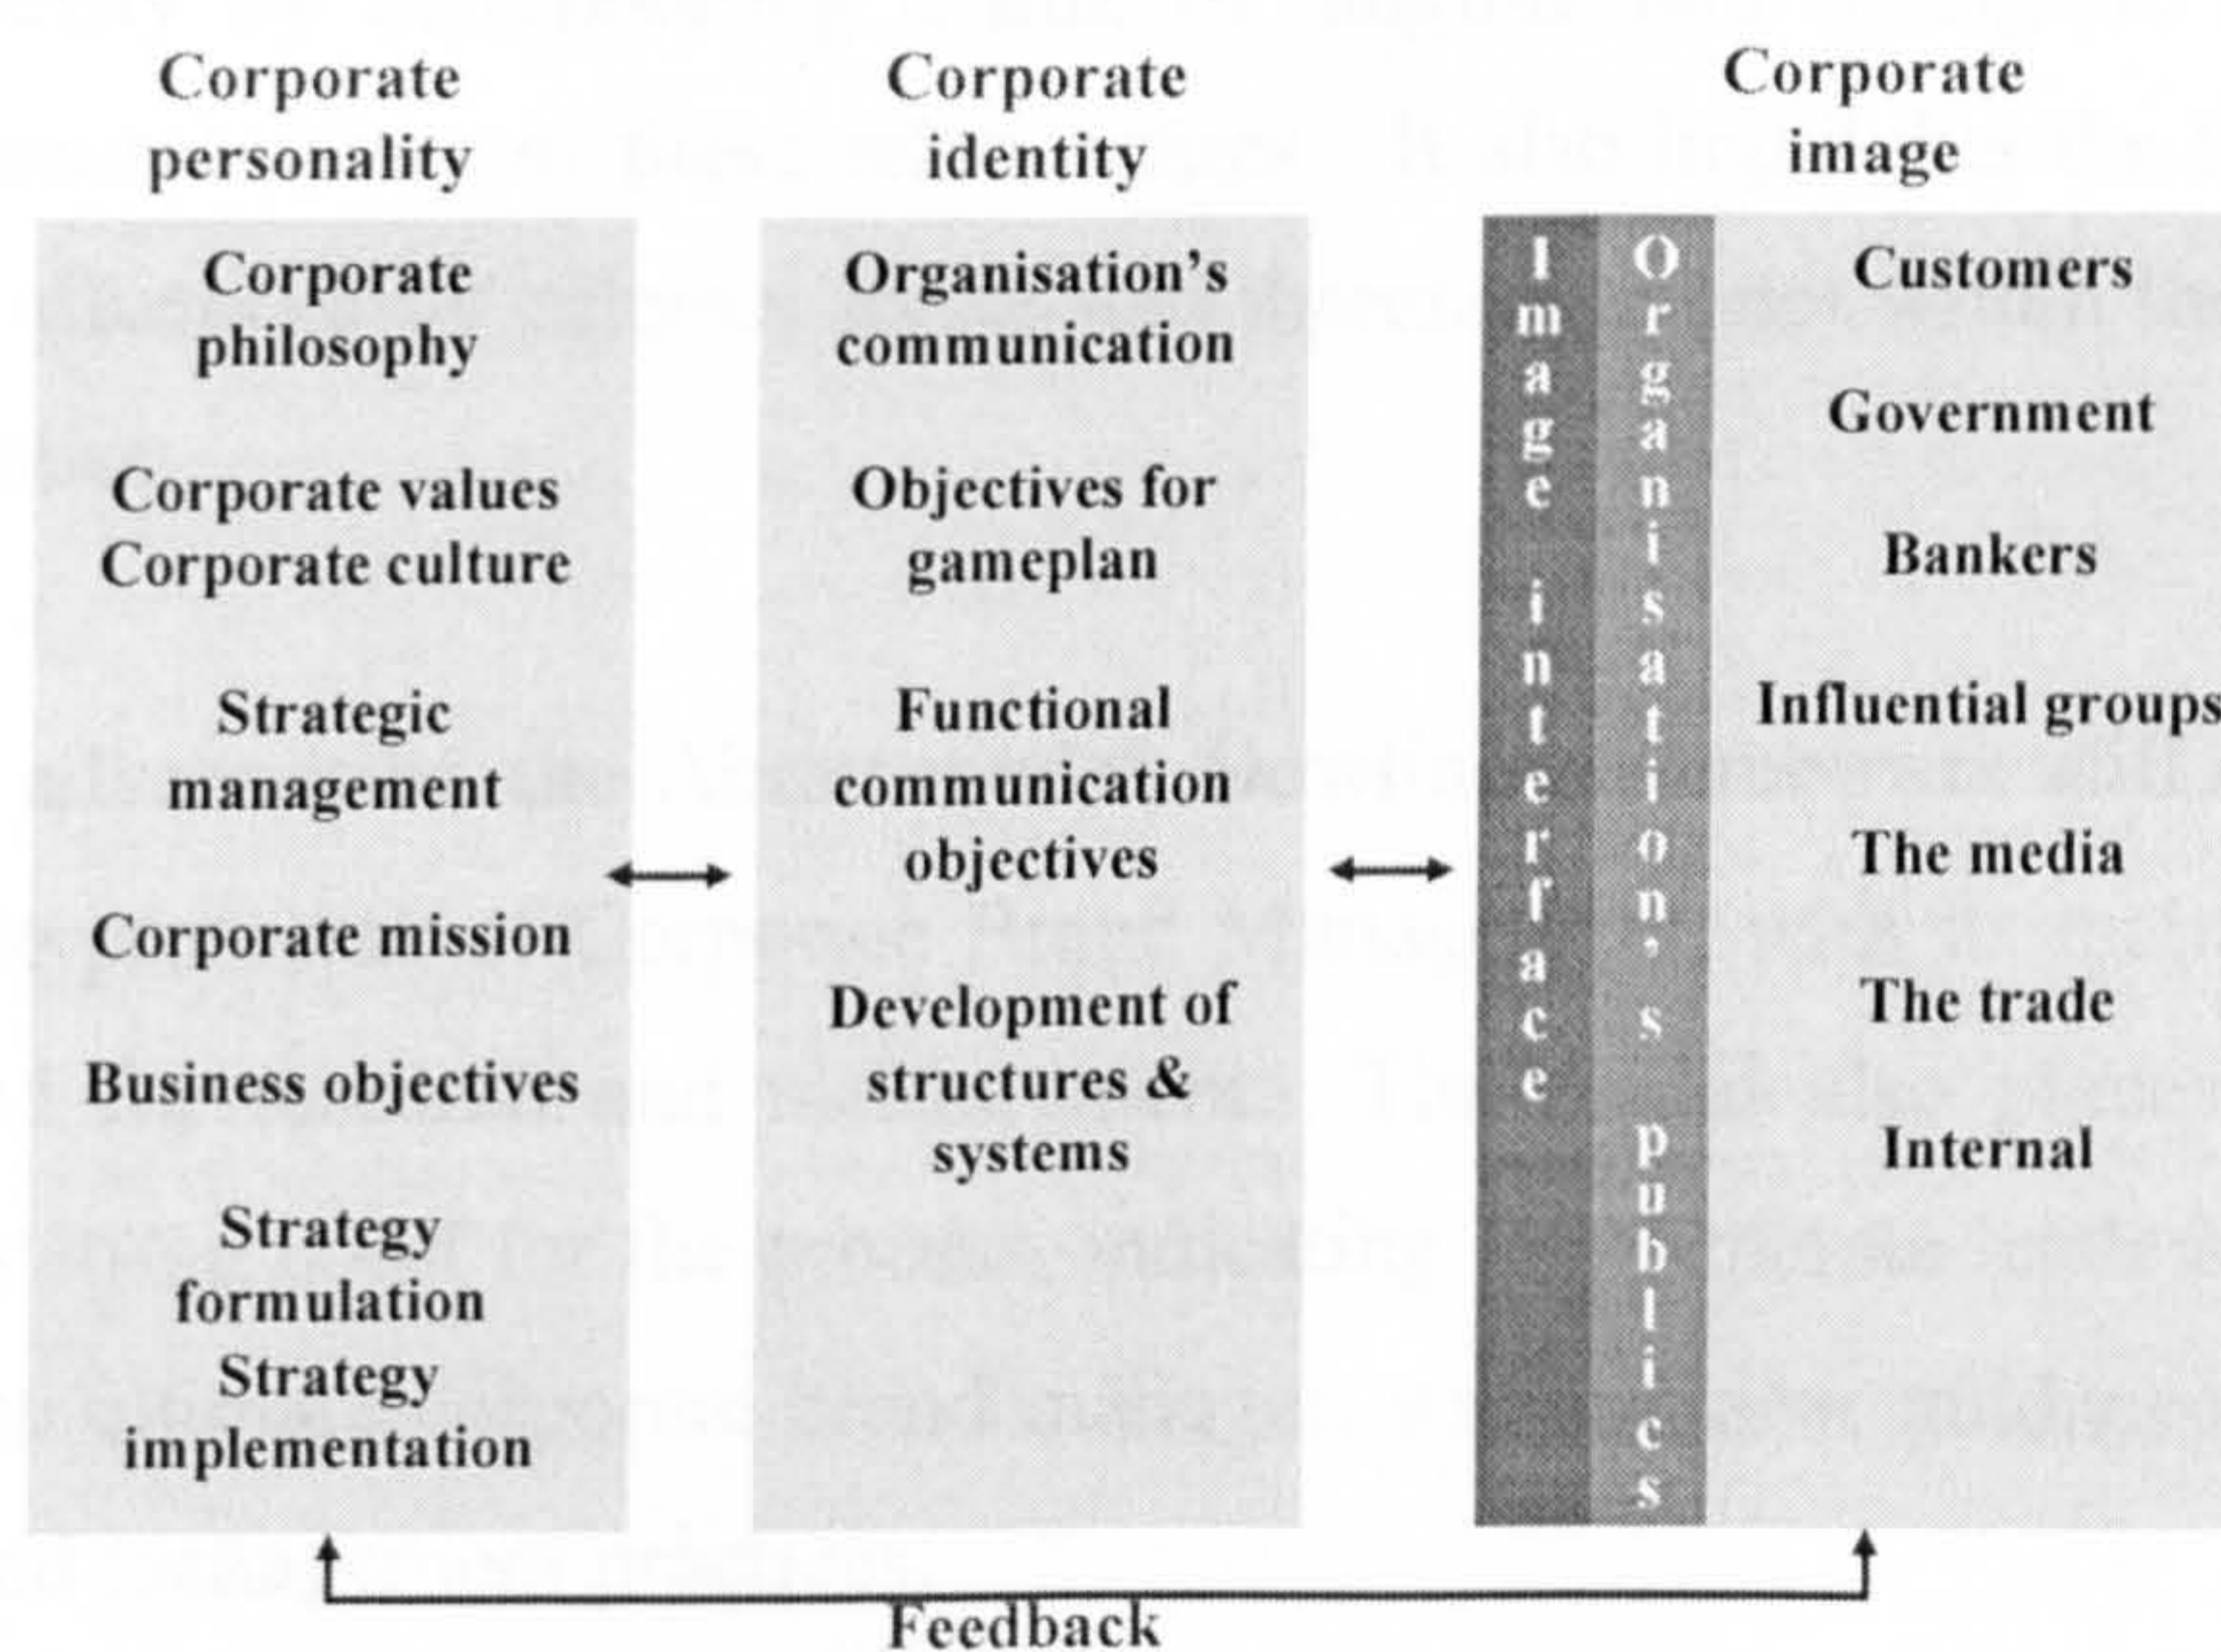 Corporate
personality
Corporate
philosophy
Corporate values
Corporate culture
Strategic
management
Corporate mission
Business objectives
Strategy
formulation
Strategy
implementation
Corporate
identity
Organisation's
communication
Objectives for
gameplan
Functional
communication
objectives
Development of
structures &
systems
Corporate
image
Image interface
Organisation's publics
Customers
Government
Bankers
Influential groups
The media
The trade
Internal
Feedback